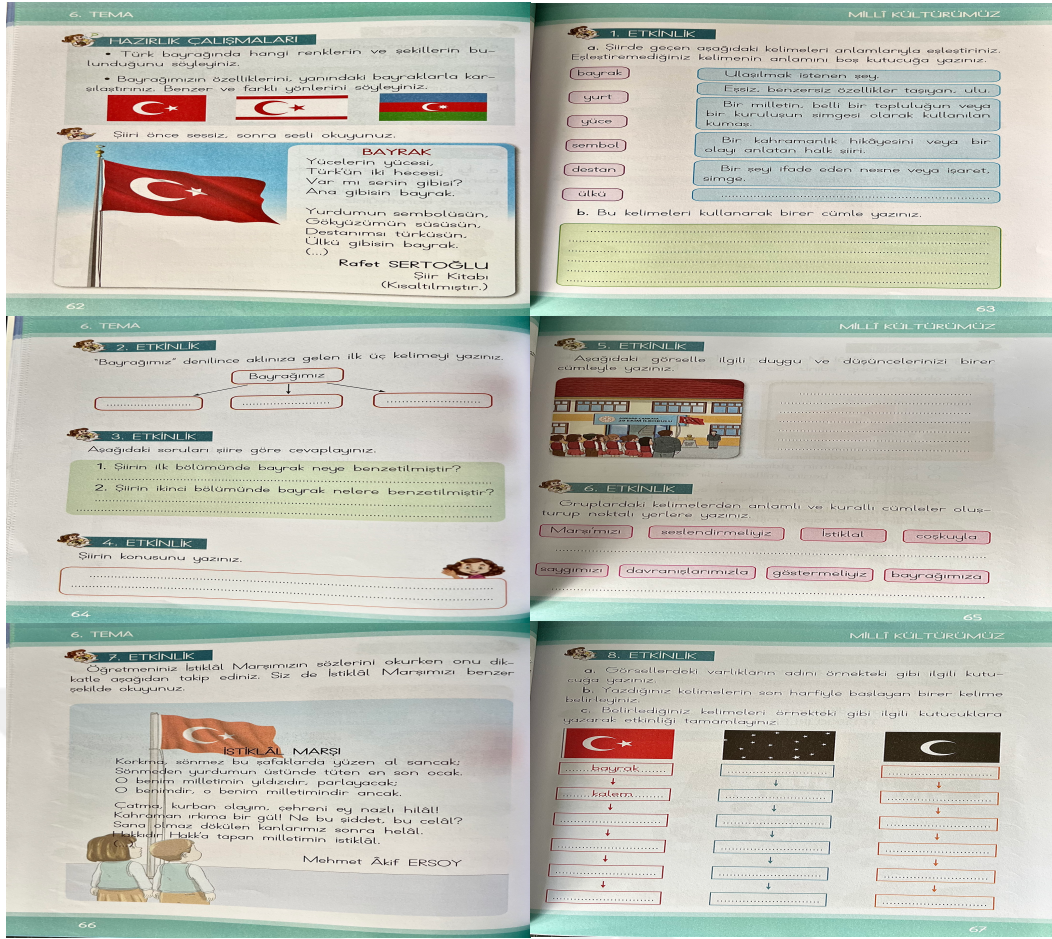 6. TEMA
HAZIRLIK ÇALIŞMALARI
• Türk bayrağında hangi renklerin ve şekillerin bu-
lunduğunu söyleyiniz.
• Bayrağımızın özelliklerini, yanındaki bayraklarla kar-
şılaştırınız. Benzer ve farklı yönlerini söyleyiniz.
Şiiri önce sessiz, sonra sesli okuyunuz.
BAYRAK
Yücelerin yücesi,
Türk'ün iki hecesi,
Var mı senin gibisi?
Ana gibisin bayrak.
Yurdumun sembolüsün,
Gökyüzümün süsüsün,
Destanımsı türküsün,
Ülkü gibisin bayrak.
(...)
Rafet SERTOĞLU
Şiir Kitabı
(Kısaltılmıştır.)
62
MİLLÎ KÜLTÜRÜMÜZ
1. ETKİNLİK
a. Şiirde geçen aşağıdaki kelimeleri anlamlarıyla eşleştiriniz.
Eşleştiremediğiniz kelimenin anlamını boş kutucuğa yazınız.
bayrak
yurt
yüce
sembol
destan
ülkü
Ulaşılmak istenen şey.
Eşsiz, benzersiz özellikler taşıyan, ulu.
Bir milletin, belli bir topluluğun veya
bir kuruluşun simgesi olarak kullanılan
kumaş.
Bir kahramanlık hikâyesini veya bir
olayı anlatan halk şiiri.
Bir şeyi ifade eden nesne veya işaret,
simge.
b. Bu kelimeleri kullanarak birer cümle yazınız.
63
6. TEMA
2. ETKİNLİK
"Bayrağımız" denilince aklınıza gelen ilk üç kelimeyi yazınız.
Bayrağımız
3. ETKİNLİK
Aşağıdaki soruları şiire göre cevaplayınız.
1. Şiirin ilk bölümünde bayrak neye benzetilmiştir?
2. Şiirin ikinci bölümünde bayrak nelere benzetilmiştir?
4. ETKİNLİK
Şiirin konusunu yazınız.
64
MİLLÎ KÜLTÜRÜMÜZ
5. ETKİNLİK
Aşağıdaki görselle ilgili duygu ve düşüncelerinizi birer
cümleyle yazınız.
6. ETKİNLİK
Gruplardaki kelimelerden anlamlı ve kurallı cümleler oluş-
turup noktalı yerlere yazınız.
Marşı'mızı
seslendirmeliyiz
İstiklal
coşkuyla
saygımızı
davranışlarımızla
göstermeliyiz
bayrağımıza
65
6. TEMA
7. ETKİNLİK
Öğretmeniniz İstiklâl Marşımızın sözlerini okurken onu dik-
katle aşağıdan takip ediniz. Siz de İstiklâl Marşımızı benzer
şekilde okuyunuz.
İSTİKLÂL MARŞI
Korkma, sönmez bu şafaklarda yüzen al sancak;
Sönmeden yurdumun üstünde tüten en son ocak.
O benim milletimin yıldızıdır, parlayacak;
O benimdir, o benim milletimindir ancak.
Çatma, kurban olayım, çehreni ey nazlı hilâl!
Kahraman ırkıma bir gül! Ne bu şiddet, bu celâl?
Sana olmaz dökülen kanlarımız sonra helâl.
Hakkıdır Hakk'a tapan milletimin istiklâl.
(...)
Mehmet Âkif ERSOY
66
MİLLÎ KÜLTÜRÜMÜZ
8. ETKİNLİK
a. Görsellerdeki varlıkların adını örnekteki gibi ilgili kutu-
cuğa yazınız.
b. Yazdığınız kelimelerin son harfiyle başlayan birer kelime
belirleyiniz.
c. Belirlediğiniz kelimeleri örnekteki gibi ilgili kutucuklara
yazarak etkinliği tamamlayınız.
bayrak
kalem
67